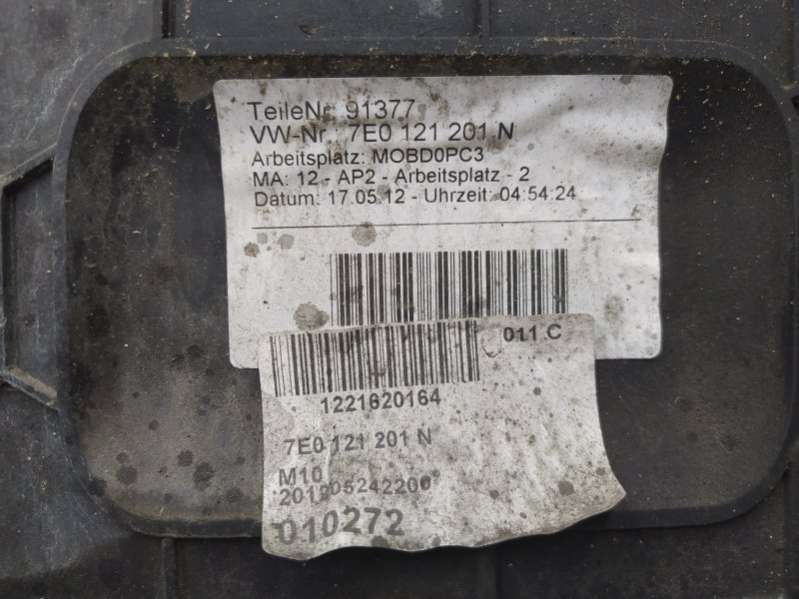 TeileNr. 91377
VW-Nr.: 7E0 121 201 N
Arbeitsplatz: MOBD0PC3
MA: 12 - AP2 - Arbeitsplatz - 2
Datum: 17.05.12 - Uhrzeit: 04:54:24
011 C
1221620164
7E0 121 201 N
M10
201205242200
010272